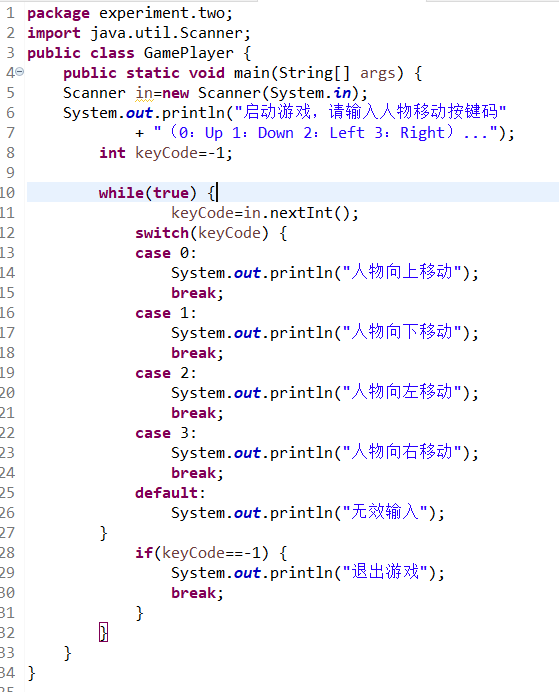 1 package experiment.two;
2 import java.util.Scanner;
3 public class GamePlayer {
4 public static void main(String[] args) {
5 Scanner in=new Scanner(System.in);
6 System.out.println("启动游戏，请输入人物移动按键码"
7 + "（0：Up 1：Down 2：Left 3：Right）...");
8 int keyCode=-1;
9
10 while(true) {
11 keyCode=in.nextInt();
12 switch(keyCode) {
13 case 0:
14 System.out.println("人物向上移动");
15 break;
16 case 1:
17 System.out.println("人物向下移动");
18 break;
19 case 2:
20 System.out.println("人物向左移动");
21 break;
22 case 3:
23 System.out.println("人物向右移动");
24 break;
25 default:
26 System.out.println("无效输入");
27 }
28 if(keyCode==-1) {
29 System.out.println("退出游戏");
30 break;
31 }
32 }
33 }
34 }